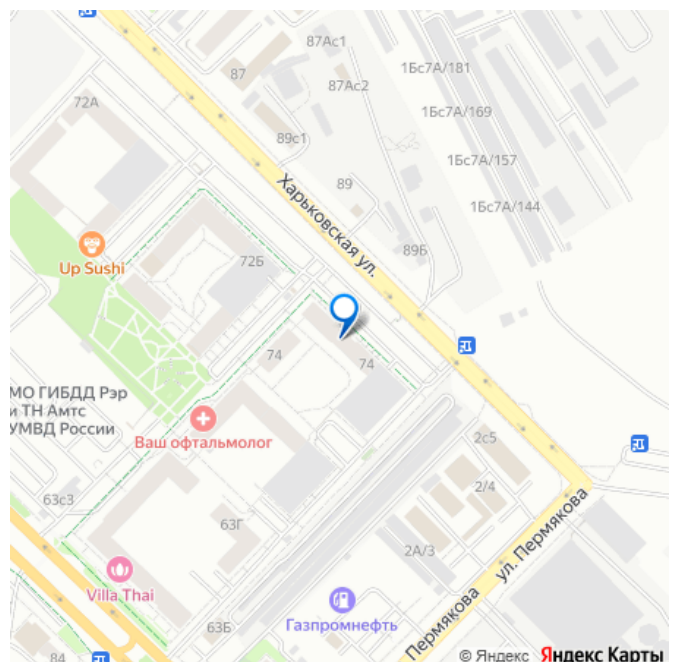 87Ас1
87
1Бс7А/181
87Ас2
72А
1Бс7А/169
89с1
1Бс7А/157
89
Харьковская ул.
1Бс7А/144
Up Sushi
72Б
89Б
74
74
МО ГИБДД Рэр
и ТН Амтс
УМВД России
Ваш офтальмолог
2с5
2/4
63с3
63Г
ул. Пермякова
2А/3
Villa Thai
Газпромнефть
63Б
Пермякова
84
© Яндекс Яндекс Карты